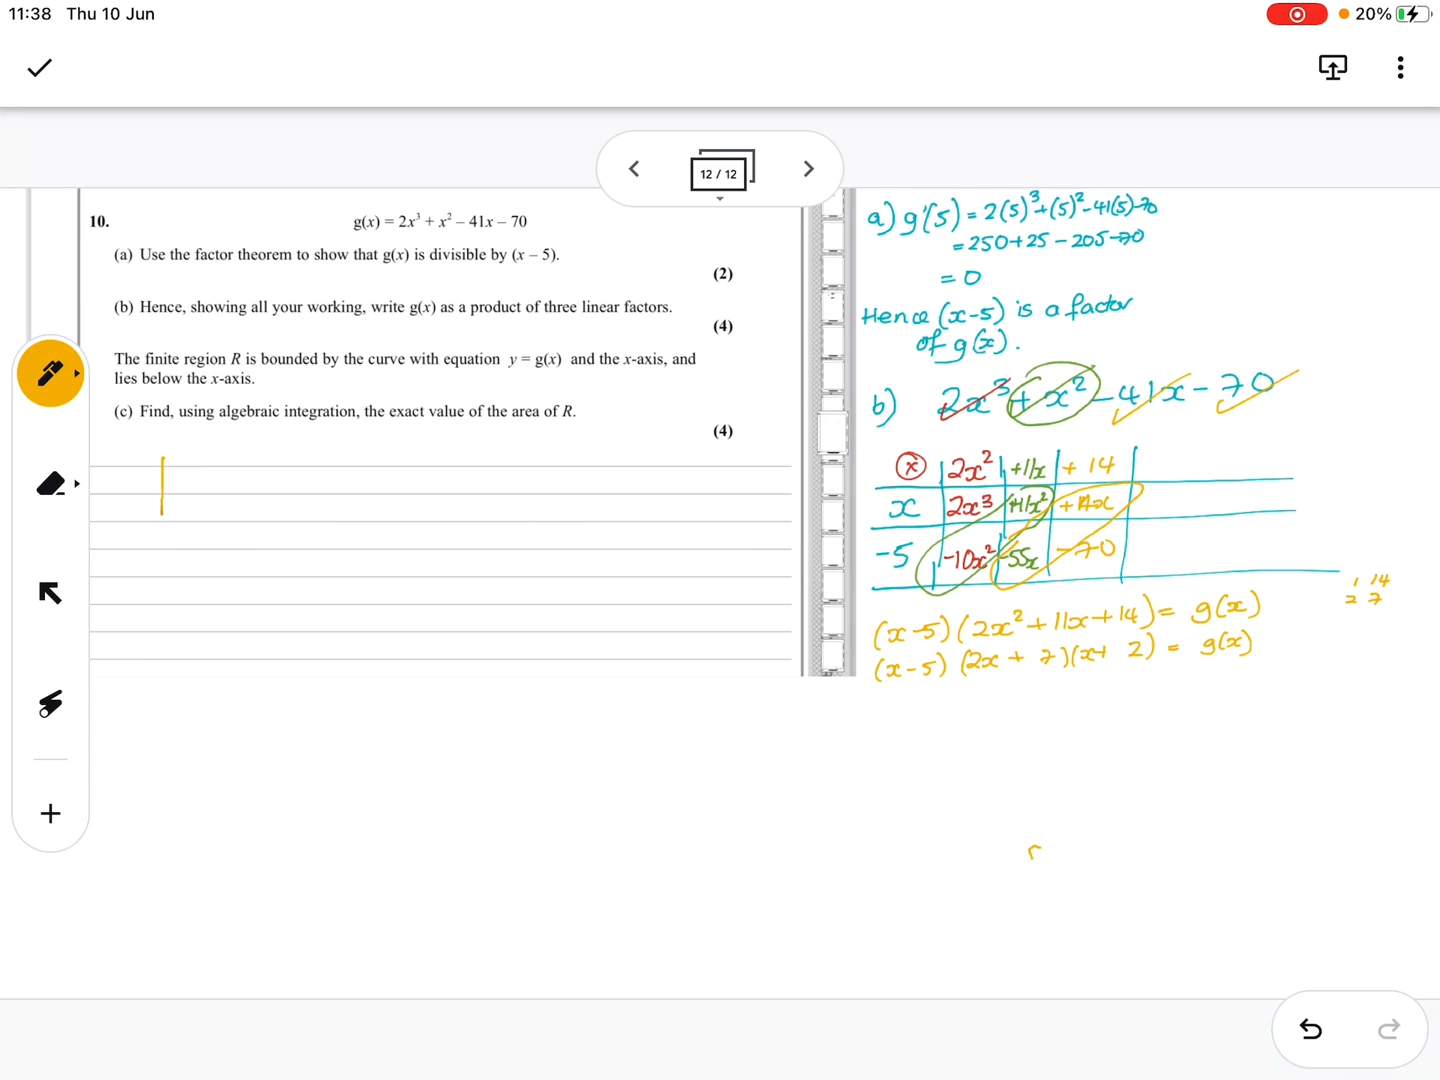 11:38 Thu 10 Jun
20%
12 / 12
10.
g(x) = 2x³ + x² – 41x – 70
(a) Use the factor theorem to show that g(x) is divisible by (x – 5).
(2)
(b) Hence, showing all your working, write g(x) as a product of three linear factors.
(4)
The finite region R is bounded by the curve with equation y = g(x) and the x-axis, and
lies below the x-axis.
(c) Find, using algebraic integration, the exact value of the area of R.
(4)
a) g(5) = 2(5)³+(5)²-41(5)-70
= 250+25-205-70
= 0
Hence (x-5) is a factor
of g(x).
b) 2x³ + x² - 41x - 70
x 2x² +11x + 14
x 2x³ +11x² +14x
-5 -10x² -55x -70
1 14
2 7
(x-5)(2x²+11x+14) = g(x)
(x-5)(2x + 7)(x+ 2) = g(x)